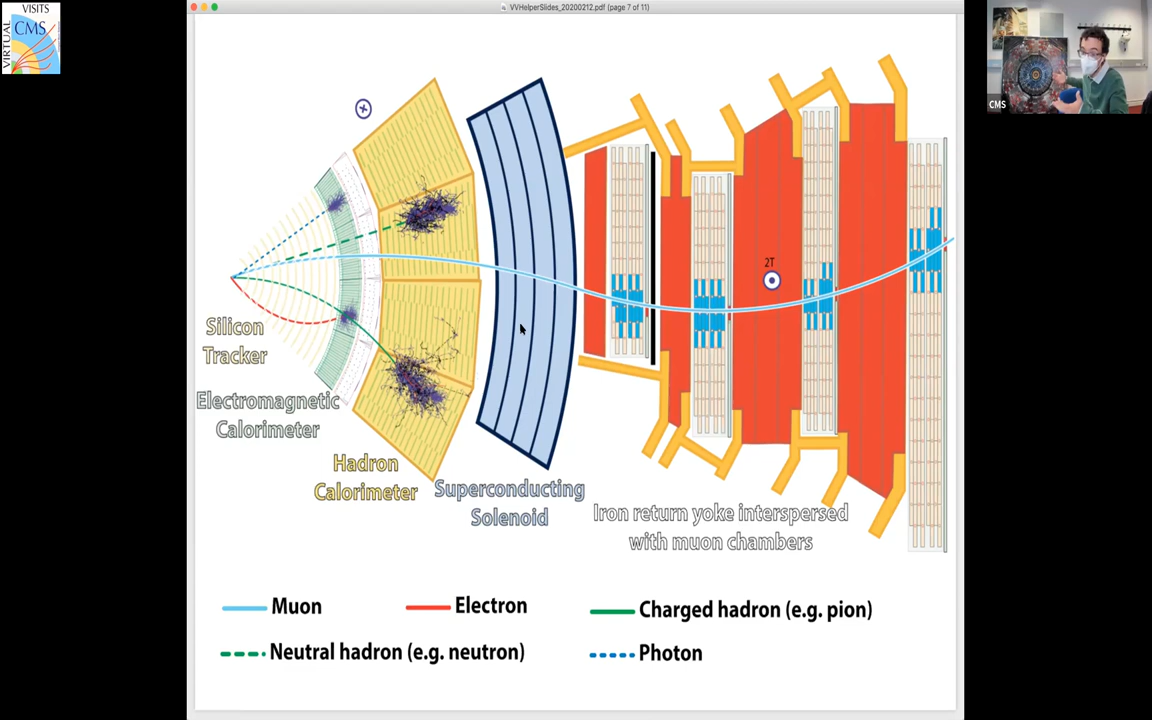 VISITS
VIRTUAL
CMS
VVHelperSlides_20200212.pdf (page 7 of 11)
CMS
2T
Silicon
Tracker
Electromagnetic
Calorimeter
Hadron
Calorimeter
Superconducting
Solenoid
Iron return yoke interspersed
with muon chambers
Muon
Electron
Charged hadron (e.g. pion)
Neutral hadron (e.g. neutron)
Photon